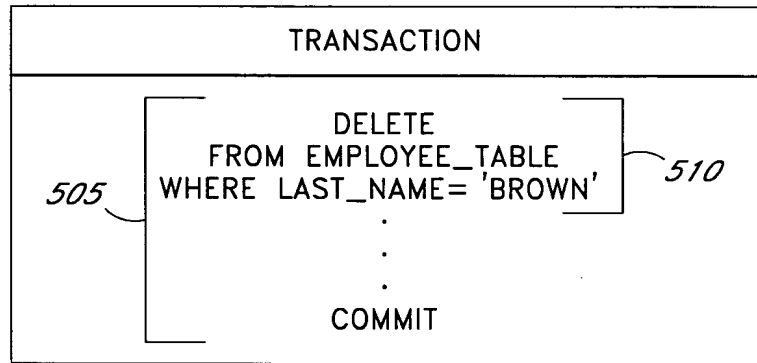 TRANSACTION
DELETE
FROM EMPLOYEE_TABLE
WHERE LAST_NAME= 'BROWN'
505
510
.
.
.
COMMIT